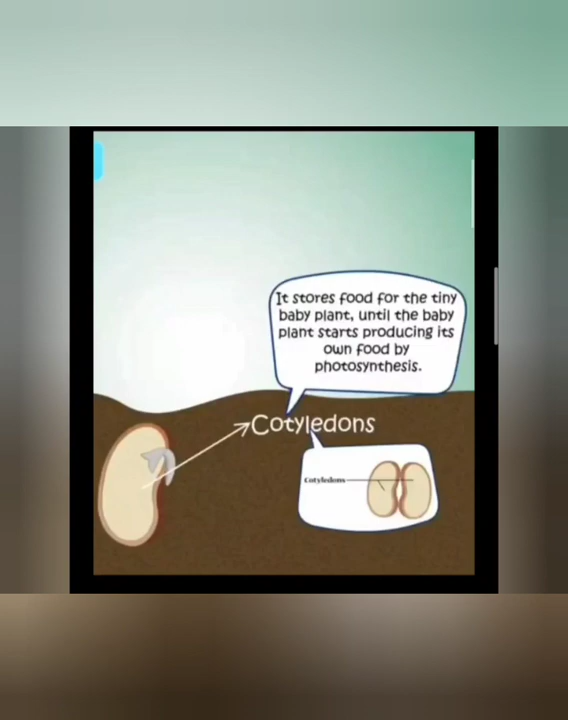 It stores food for the tiny
baby plant, until the baby
plant starts producing its
own food by
photosynthesis.
Cotyledons
Cotyledons